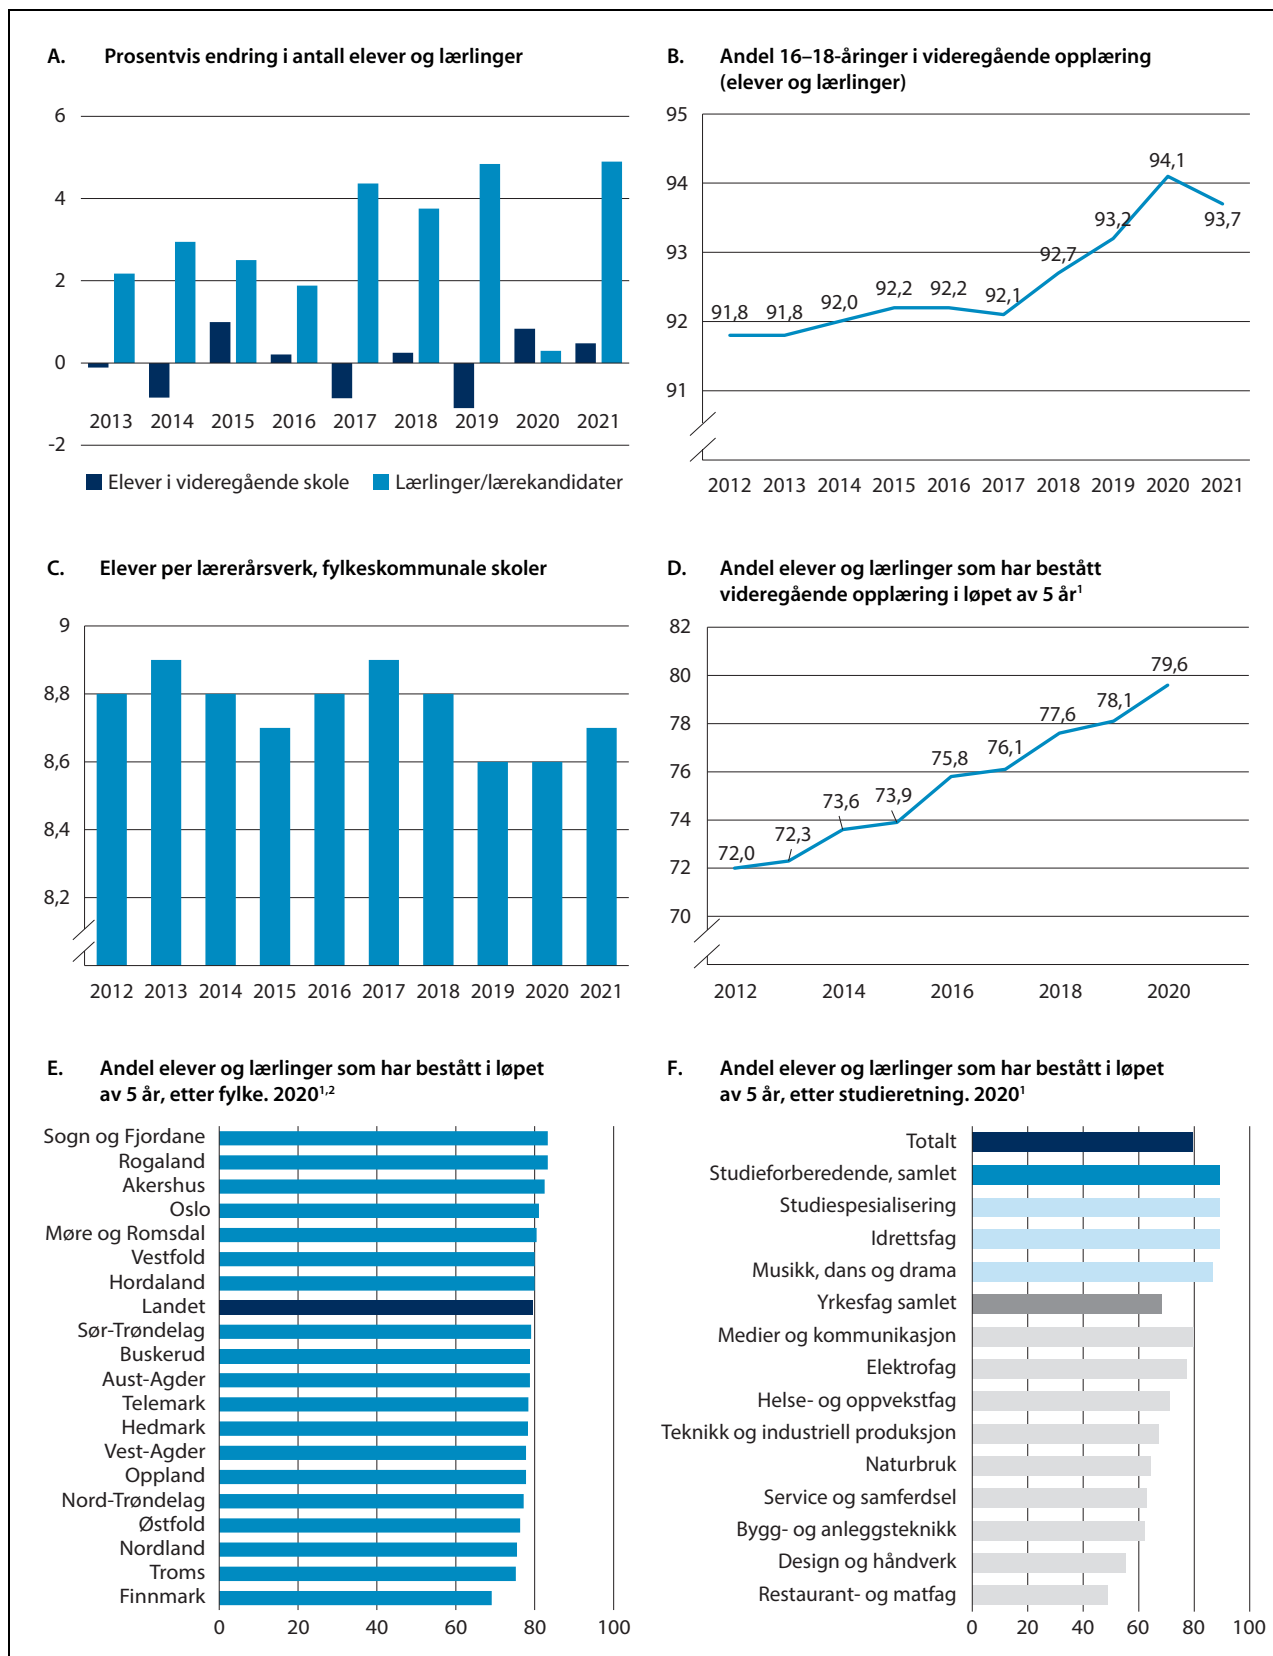 A. Prosentvis endring i antall elever og lærlinger
6
4
2
0
-2
2013 2014 2015 2016 2017 2018 2019 2020 2021
Elever i videregående skole Lærlinger/lærekandidater
B. Andel 16–18-åringer i videregående opplæring
(elever og lærlinger)
95
94
93
92
91
91,8 91,8 92,0 92,2 92,2 92,1 92,7 93,2 94,1 93,7
2012 2013 2014 2015 2016 2017 2018 2019 2020 2021
C. Elever per lærerårsverk, fylkeskommunale skoler
9
8,8
8,6
8,4
8,2
2012 2013 2014 2015 2016 2017 2018 2019 2020 2021
D. Andel elever og lærlinger som har bestått
videregående opplæring i løpet av 5 år¹
82
80
78
76
74
72
70
72,0 72,3 73,6 73,9 75,8 76,1 77,6 78,1 79,6
2012 2014 2016 2018 2020
E. Andel elever og lærlinger som har bestått i løpet
av 5 år, etter fylke. 2020¹,²
Sogn og Fjordane
Rogaland
Akershus
Oslo
Møre og Romsdal
Vestfold
Hordaland
Landet
Sør-Trøndelag
Buskerud
Aust-Agder
Telemark
Hedmark
Vest-Agder
Oppland
Nord-Trøndelag
Østfold
Nordland
Troms
Finnmark
0 20 40 60 80 100
F. Andel elever og lærlinger som har bestått i løpet
av 5 år, etter studieretning. 2020¹
Totalt
Studieforberedende, samlet
Studiespesialisering
Idrettsfag
Musikk, dans og drama
Yrkesfag samlet
Medier og kommunikasjon
Elektrofag
Helse- og oppvekstfag
Teknikk og industriell produksjon
Naturbruk
Service og samferdsel
Bygg- og anleggsteknikk
Design og håndverk
Restaurant- og matfag
0 20 40 60 80 100